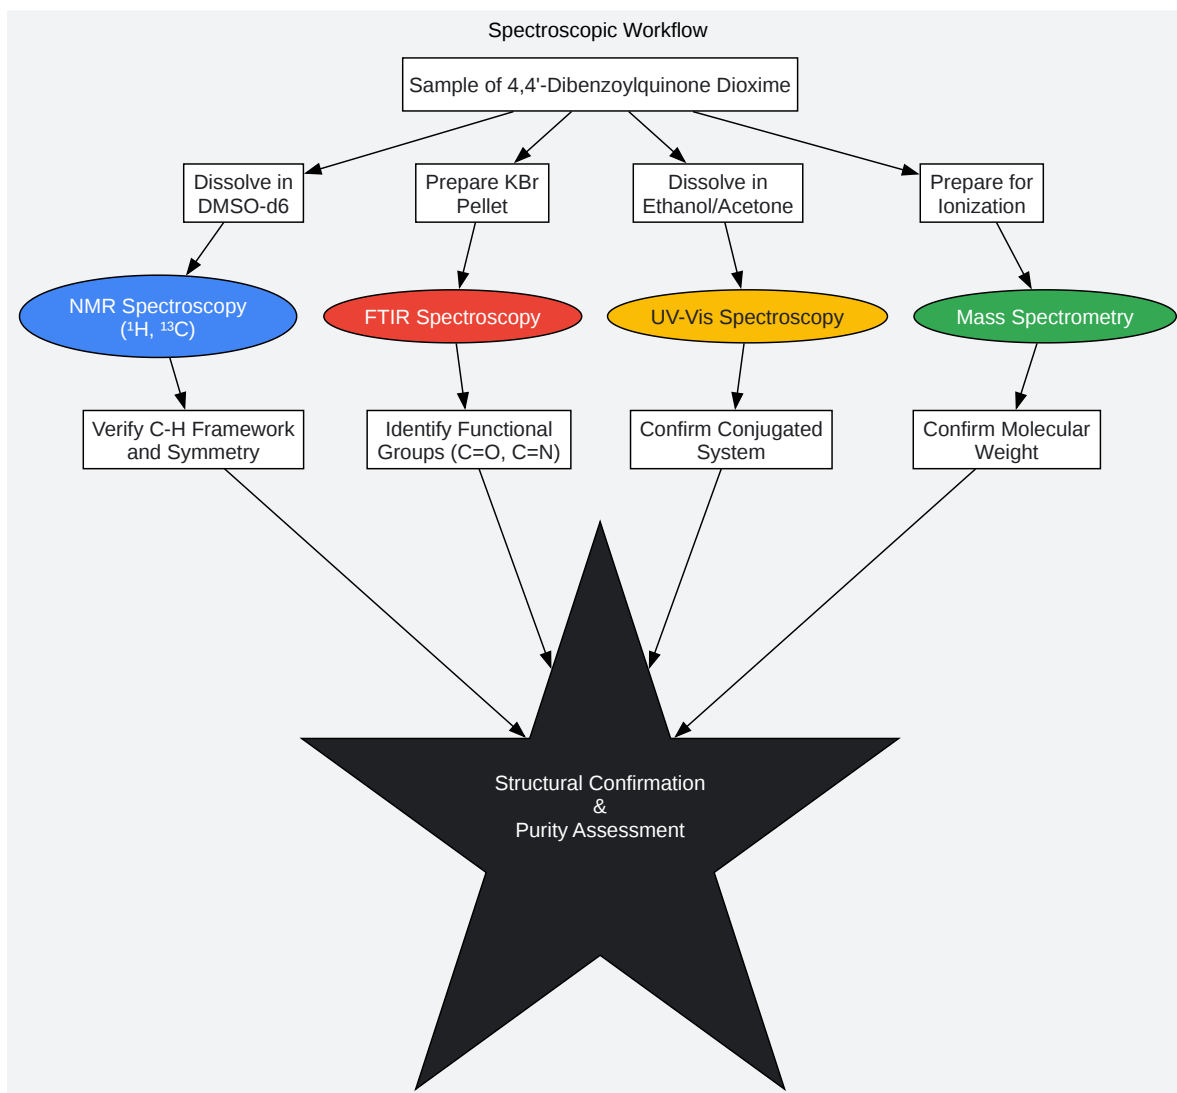 Spectroscopic Workflow
Sample of 4,4'-Dibenzoylquinone Dioxime
Dissolve in
DMSO-d6
Prepare KBr
Pellet
Dissolve in
Ethanol/Acetone
Prepare for
Ionization
NMR Spectroscopy
(¹H, ¹³C)
FTIR Spectroscopy
UV-Vis Spectroscopy
Mass Spectrometry
Verify C-H Framework
and Symmetry
Identify Functional
Groups (C=O, C=N)
Confirm Conjugated
System
Confirm Molecular
Weight
Structural Confirmation
&
Purity Assessment